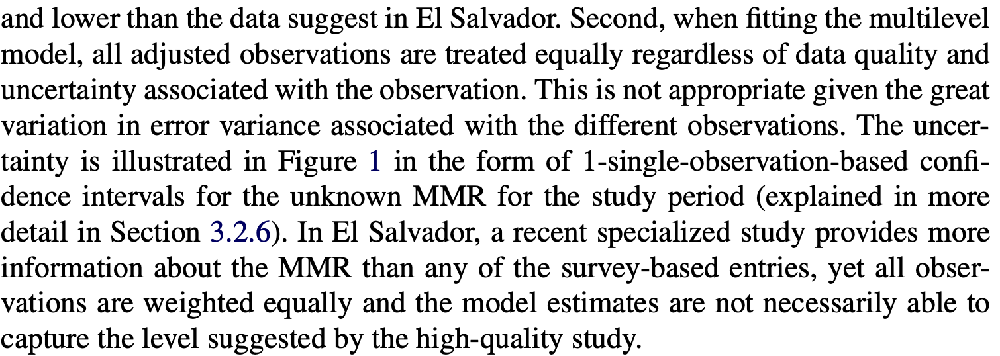 and lower than the data suggest in El Salvador. Second, when fitting the multilevel
model, all adjusted observations are treated equally regardless of data quality and
uncertainty associated with the observation. This is not appropriate given the great
variation in error variance associated with the different observations. The uncer-
tainty is illustrated in Figure 1 in the form of 1-single-observation-based confi-
dence intervals for the unknown MMR for the study period (explained in more
detail in Section 3.2.6). In El Salvador, a recent specialized study provides more
information about the MMR than any of the survey-based entries, yet all obser-
vations are weighted equally and the model estimates are not necessarily able to
capture the level suggested by the high-quality study.